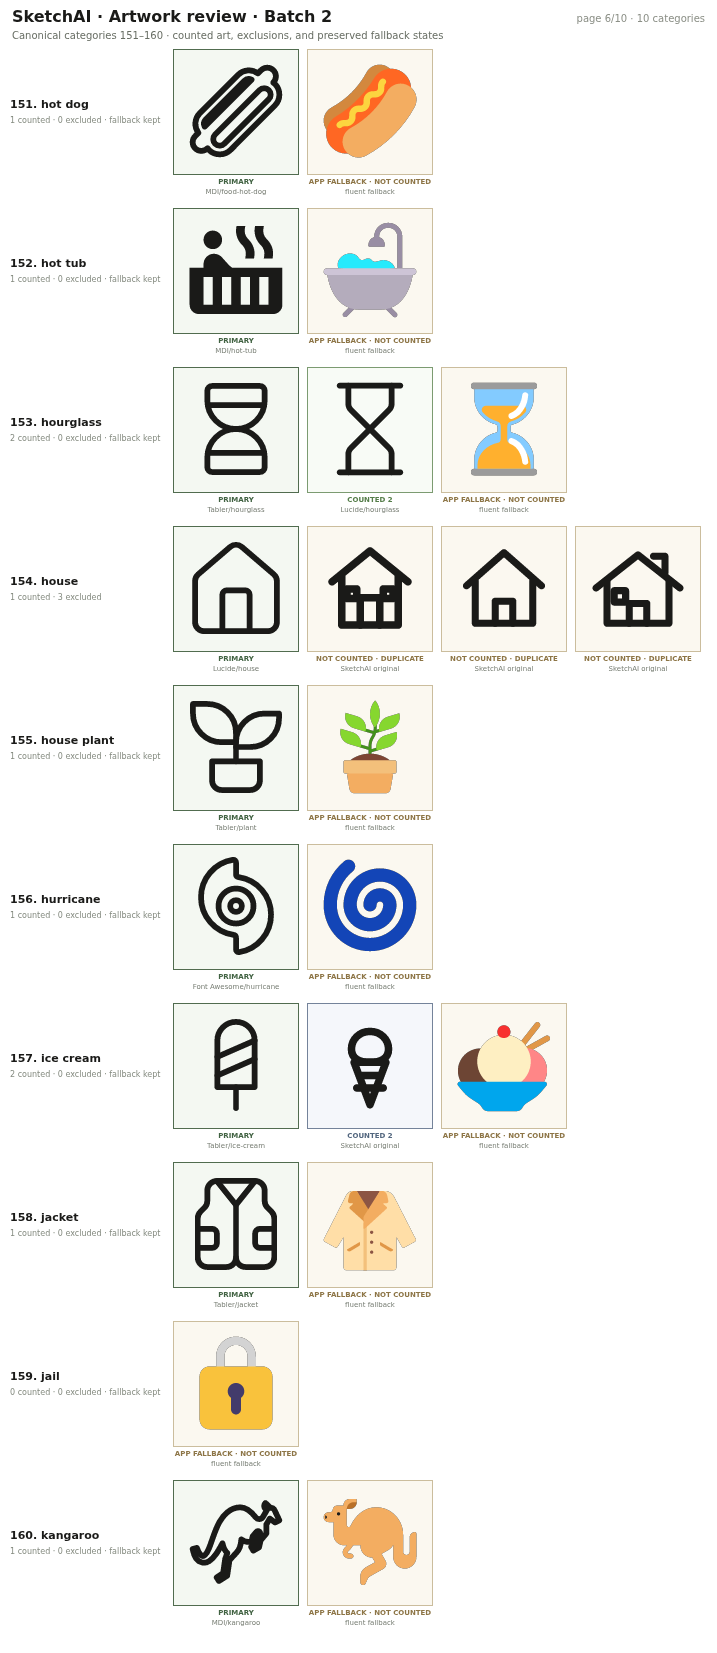 SketchAI · Artwork review · Batch 2
page 6/10 · 10 categories
Canonical categories 151–160 · counted art, exclusions, and preserved fallback states
151. hot dog
1 counted · 0 excluded · fallback kept
PRIMARY
MDI/food-hot-dog
APP FALLBACK · NOT COUNTED
fluent fallback
152. hot tub
1 counted · 0 excluded · fallback kept
PRIMARY
MDI/hot-tub
APP FALLBACK · NOT COUNTED
fluent fallback
153. hourglass
2 counted · 0 excluded · fallback kept
PRIMARY
Tabler/hourglass
COUNTED 2
Lucide/hourglass
APP FALLBACK · NOT COUNTED
fluent fallback
154. house
1 counted · 3 excluded
PRIMARY
Lucide/house
NOT COUNTED · DUPLICATE
SketchAI original
NOT COUNTED · DUPLICATE
SketchAI original
NOT COUNTED · DUPLICATE
SketchAI original
155. house plant
1 counted · 0 excluded · fallback kept
PRIMARY
Tabler/plant
APP FALLBACK · NOT COUNTED
fluent fallback
156. hurricane
1 counted · 0 excluded · fallback kept
PRIMARY
Font Awesome/hurricane
APP FALLBACK · NOT COUNTED
fluent fallback
157. ice cream
2 counted · 0 excluded · fallback kept
PRIMARY
Tabler/ice-cream
COUNTED 2
SketchAI original
APP FALLBACK · NOT COUNTED
fluent fallback
158. jacket
1 counted · 0 excluded · fallback kept
PRIMARY
Tabler/jacket
APP FALLBACK · NOT COUNTED
fluent fallback
159. jail
0 counted · 0 excluded · fallback kept
APP FALLBACK · NOT COUNTED
fluent fallback
160. kangaroo
1 counted · 0 excluded · fallback kept
PRIMARY
MDI/kangaroo
APP FALLBACK · NOT COUNTED
fluent fallback